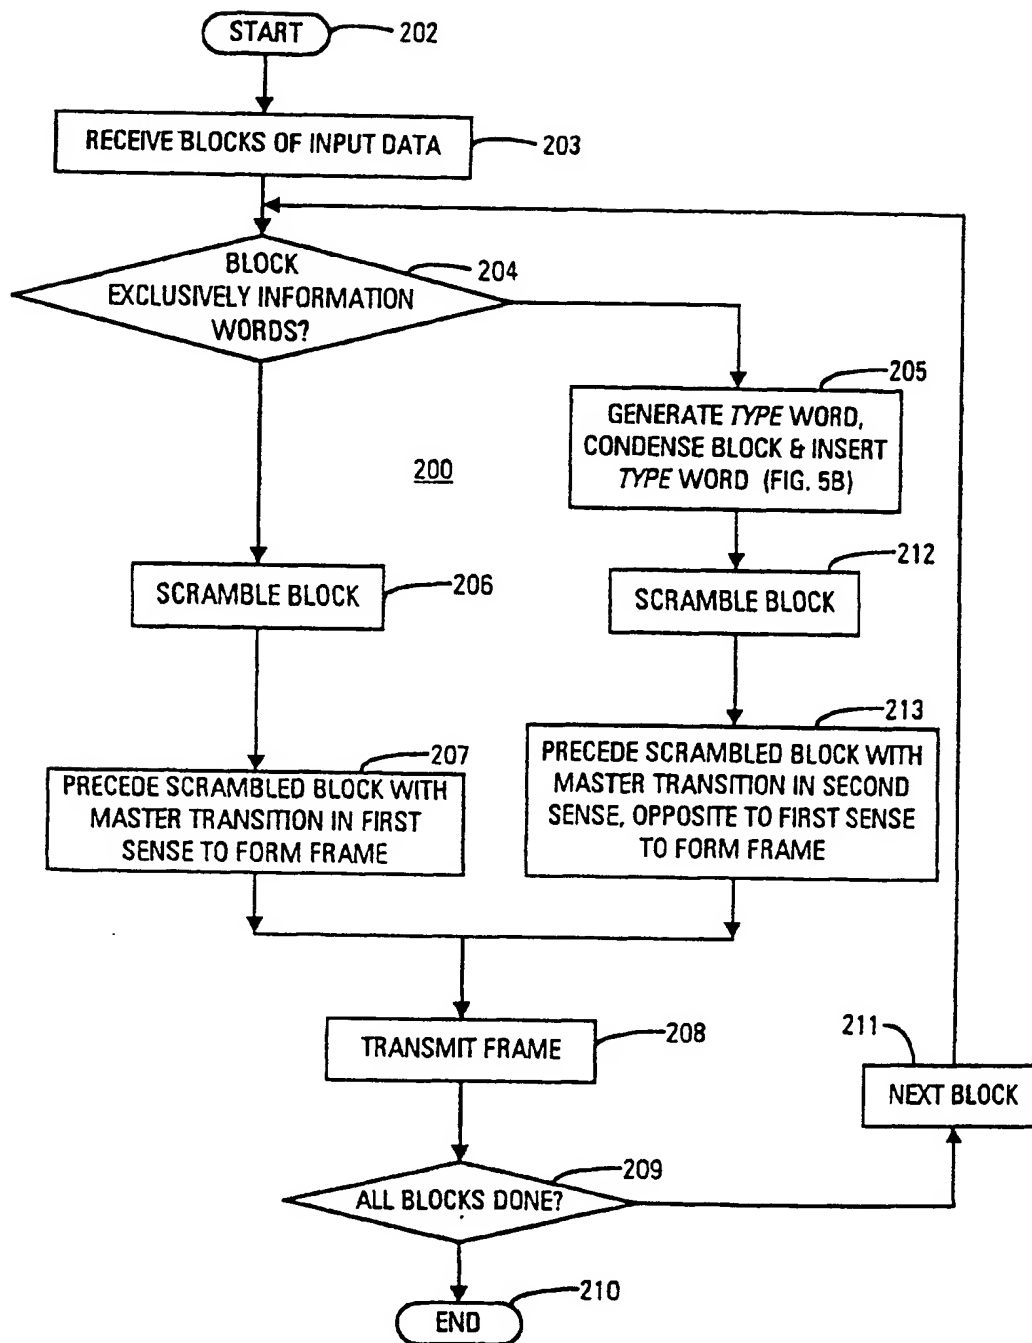 START
202
RECEIVE BLOCKS OF INPUT DATA
203
BLOCK
EXCLUSIVELY INFORMATION
WORDS?
204
205
GENERATE TYPE WORD,
CONDENSE BLOCK & INSERT
TYPE WORD (FIG. 5B)
200
SCRAMBLE BLOCK
206
212
SCRAMBLE BLOCK
207
PRECEDE SCRAMBLED BLOCK WITH
MASTER TRANSITION IN FIRST
SENSE TO FORM FRAME
213
PRECEDE SCRAMBLED BLOCK WITH
MASTER TRANSITION IN SECOND
SENSE, OPPOSITE TO FIRST SENSE
TO FORM FRAME
TRANSMIT FRAME
208
211
NEXT BLOCK
ALL BLOCKS DONE?
209
END
210